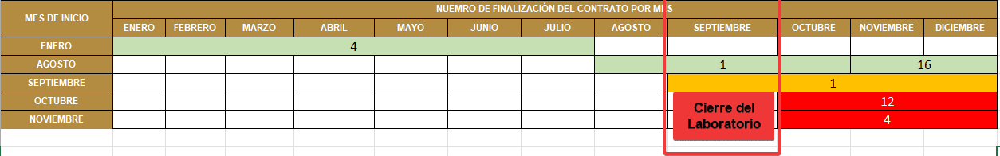 MES DE INICIO
NUEMRO DE FINALIZACIÓN DEL CONTRATO POR MES
ENERO FEBRERO MARZO ABRIL MAYO JUNIO JULIO AGOSTO SEPTIEMBRE OCTUBRE NOVIEMBRE DICIEMBRE
ENERO 4
AGOSTO 1 16
SEPTIEMBRE 1
OCTUBRE 12
NOVIEMBRE 4
Cierre del
Laboratorio